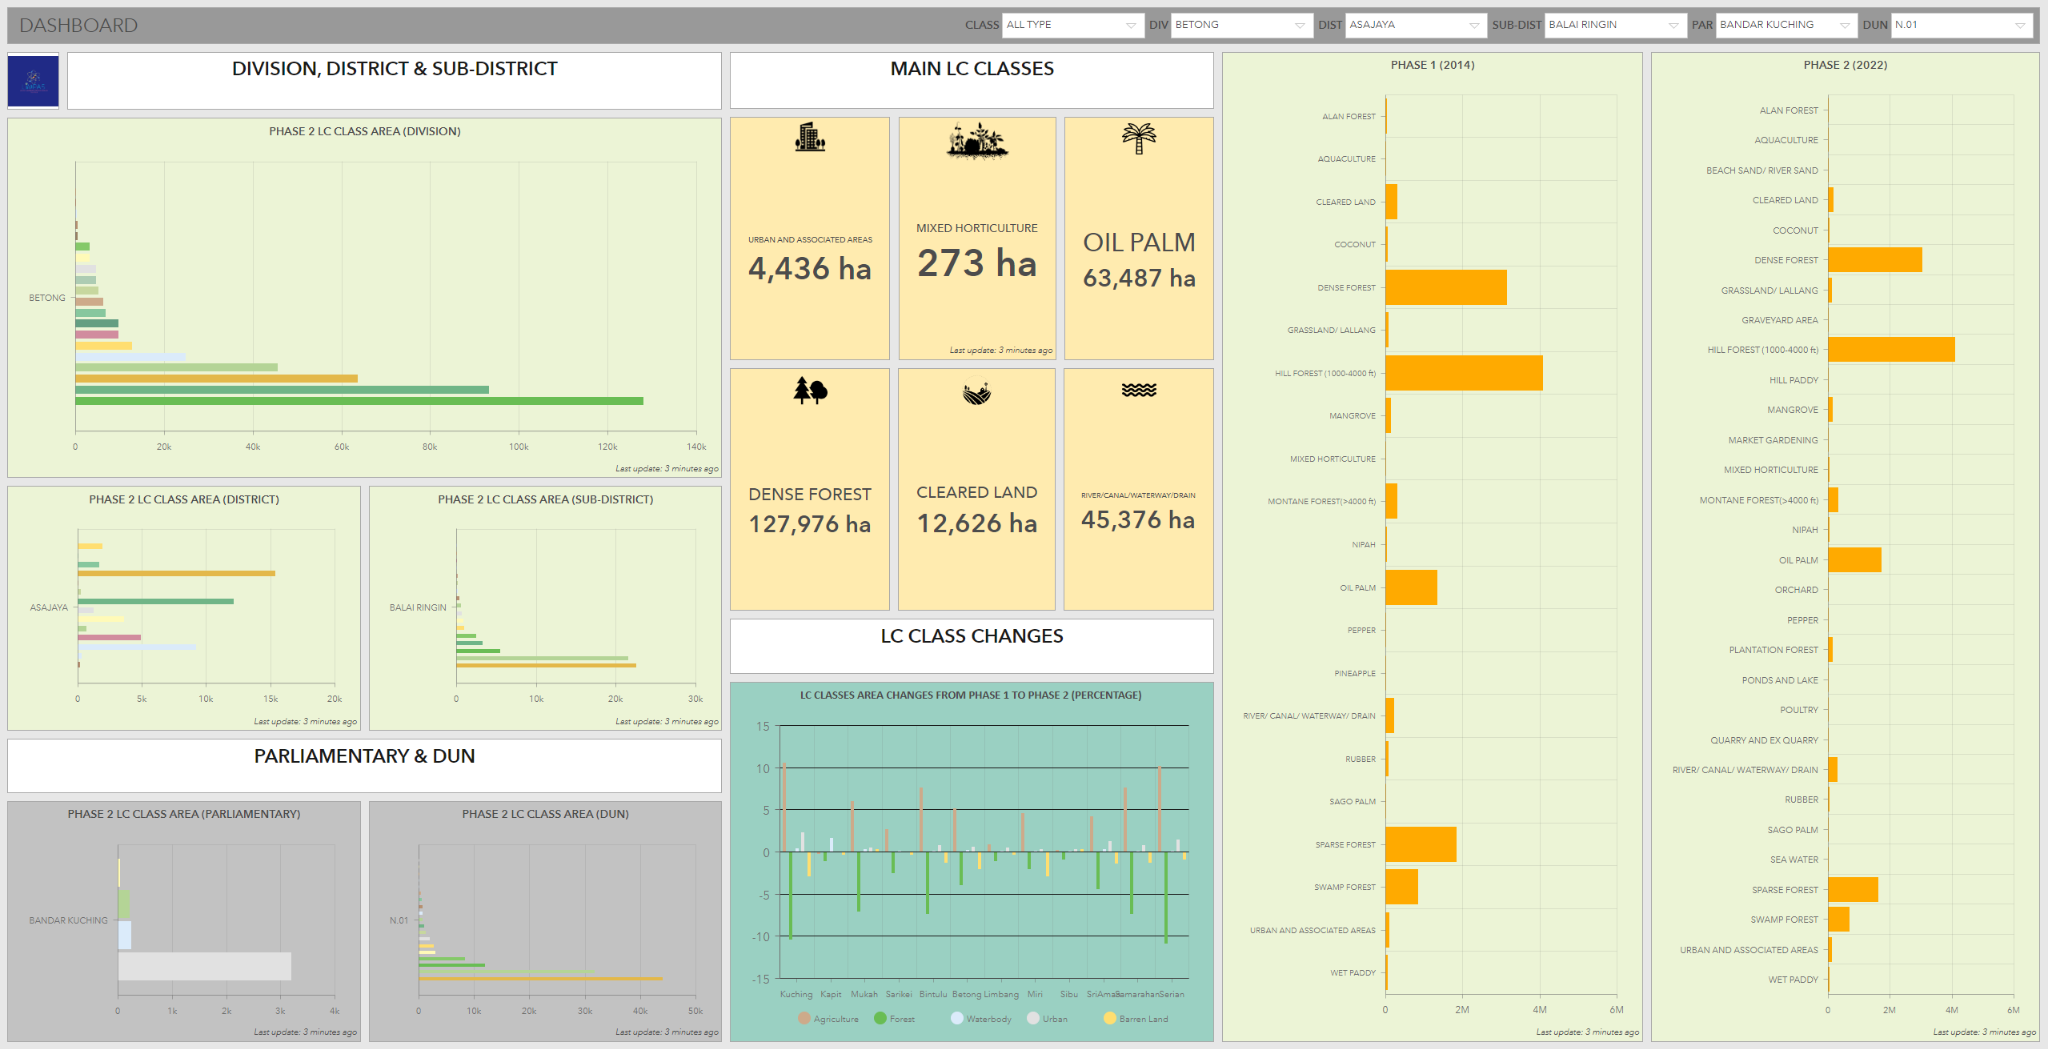 DASHBOARD
CLASS ALL TYPE DIV BETONG DIST ASAJAYA SUB-DIST BALAI RINGIN PAR BANDAR KUCHING DUN N.01
DIVISION, DISTRICT & SUB-DISTRICT
PHASE 2 LC CLASS AREA (DIVISION)
BETONG
0 20k 40k 60k 80k 100k 120k 140k
Last update: 3 minutes ago
PHASE 2 LC CLASS AREA (DISTRICT)
ASAJAYA
0 5k 10k 15k 20k
Last update: 3 minutes ago
PHASE 2 LC CLASS AREA (SUB-DISTRICT)
BALAI RINGIN
0 10k 20k 30k
Last update: 3 minutes ago
PARLIAMENTARY & DUN
PHASE 2 LC CLASS AREA (PARLIAMENTARY)
BANDAR KUCHING
0 1k 2k 3k 4k
Last update: 3 minutes ago
PHASE 2 LC CLASS AREA (DUN)
N.01
0 10k 20k 30k 40k 50k
Last update: 3 minutes ago
MAIN LC CLASSES
URBAN AND ASSOCIATED AREAS
4,436 ha
MIXED HORTICULTURE
273 ha
Last update: 3 minutes ago
OIL PALM
63,487 ha
DENSE FOREST
127,976 ha
CLEARED LAND
12,626 ha
RIVER/CANAL/WATERWAY/DRAIN
45,376 ha
LC CLASS CHANGES
LC CLASSES AREA CHANGES FROM PHASE 1 TO PHASE 2 (PERCENTAGE)
15
10
5
0
-5
-10
-15
Kuching Kapit Mukah Sarikei Bintulu Betong Limbang Miri Sibu SriAman Samarahan Serian
Agriculture Forest Waterbody Urban Barren Land
PHASE 1 (2014)
ALAN FOREST
AQUACULTURE
CLEARED LAND
COCONUT
DENSE FOREST
GRASSLAND/ LALLANG
HILL FOREST (1000-4000 ft)
MANGROVE
MIXED HORTICULTURE
MONTANE FOREST(>4000 ft)
NIPAH
OIL PALM
PEPPER
PINEAPPLE
RIVER/ CANAL/ WATERWAY/ DRAIN
RUBBER
SAGO PALM
SPARSE FOREST
SWAMP FOREST
URBAN AND ASSOCIATED AREAS
WET PADDY
0 2M 4M 6M
Last update: 3 minutes ago
PHASE 2 (2022)
ALAN FOREST
AQUACULTURE
BEACH SAND/ RIVER SAND
CLEARED LAND
COCONUT
DENSE FOREST
GRASSLAND/ LALLANG
GRAVEYARD AREA
HILL FOREST (1000-4000 ft)
HILL PADDY
MANGROVE
MARKET GARDENING
MIXED HORTICULTURE
MONTANE FOREST(>4000 ft)
NIPAH
OIL PALM
ORCHARD
PEPPER
PLANTATION FOREST
PONDS AND LAKE
POULTRY
QUARRY AND EX QUARRY
RIVER/ CANAL/ WATERWAY/ DRAIN
RUBBER
SAGO PALM
SEA WATER
SPARSE FOREST
SWAMP FOREST
URBAN AND ASSOCIATED AREAS
WET PADDY
0 2M 4M 6M
Last update: 3 minutes ago